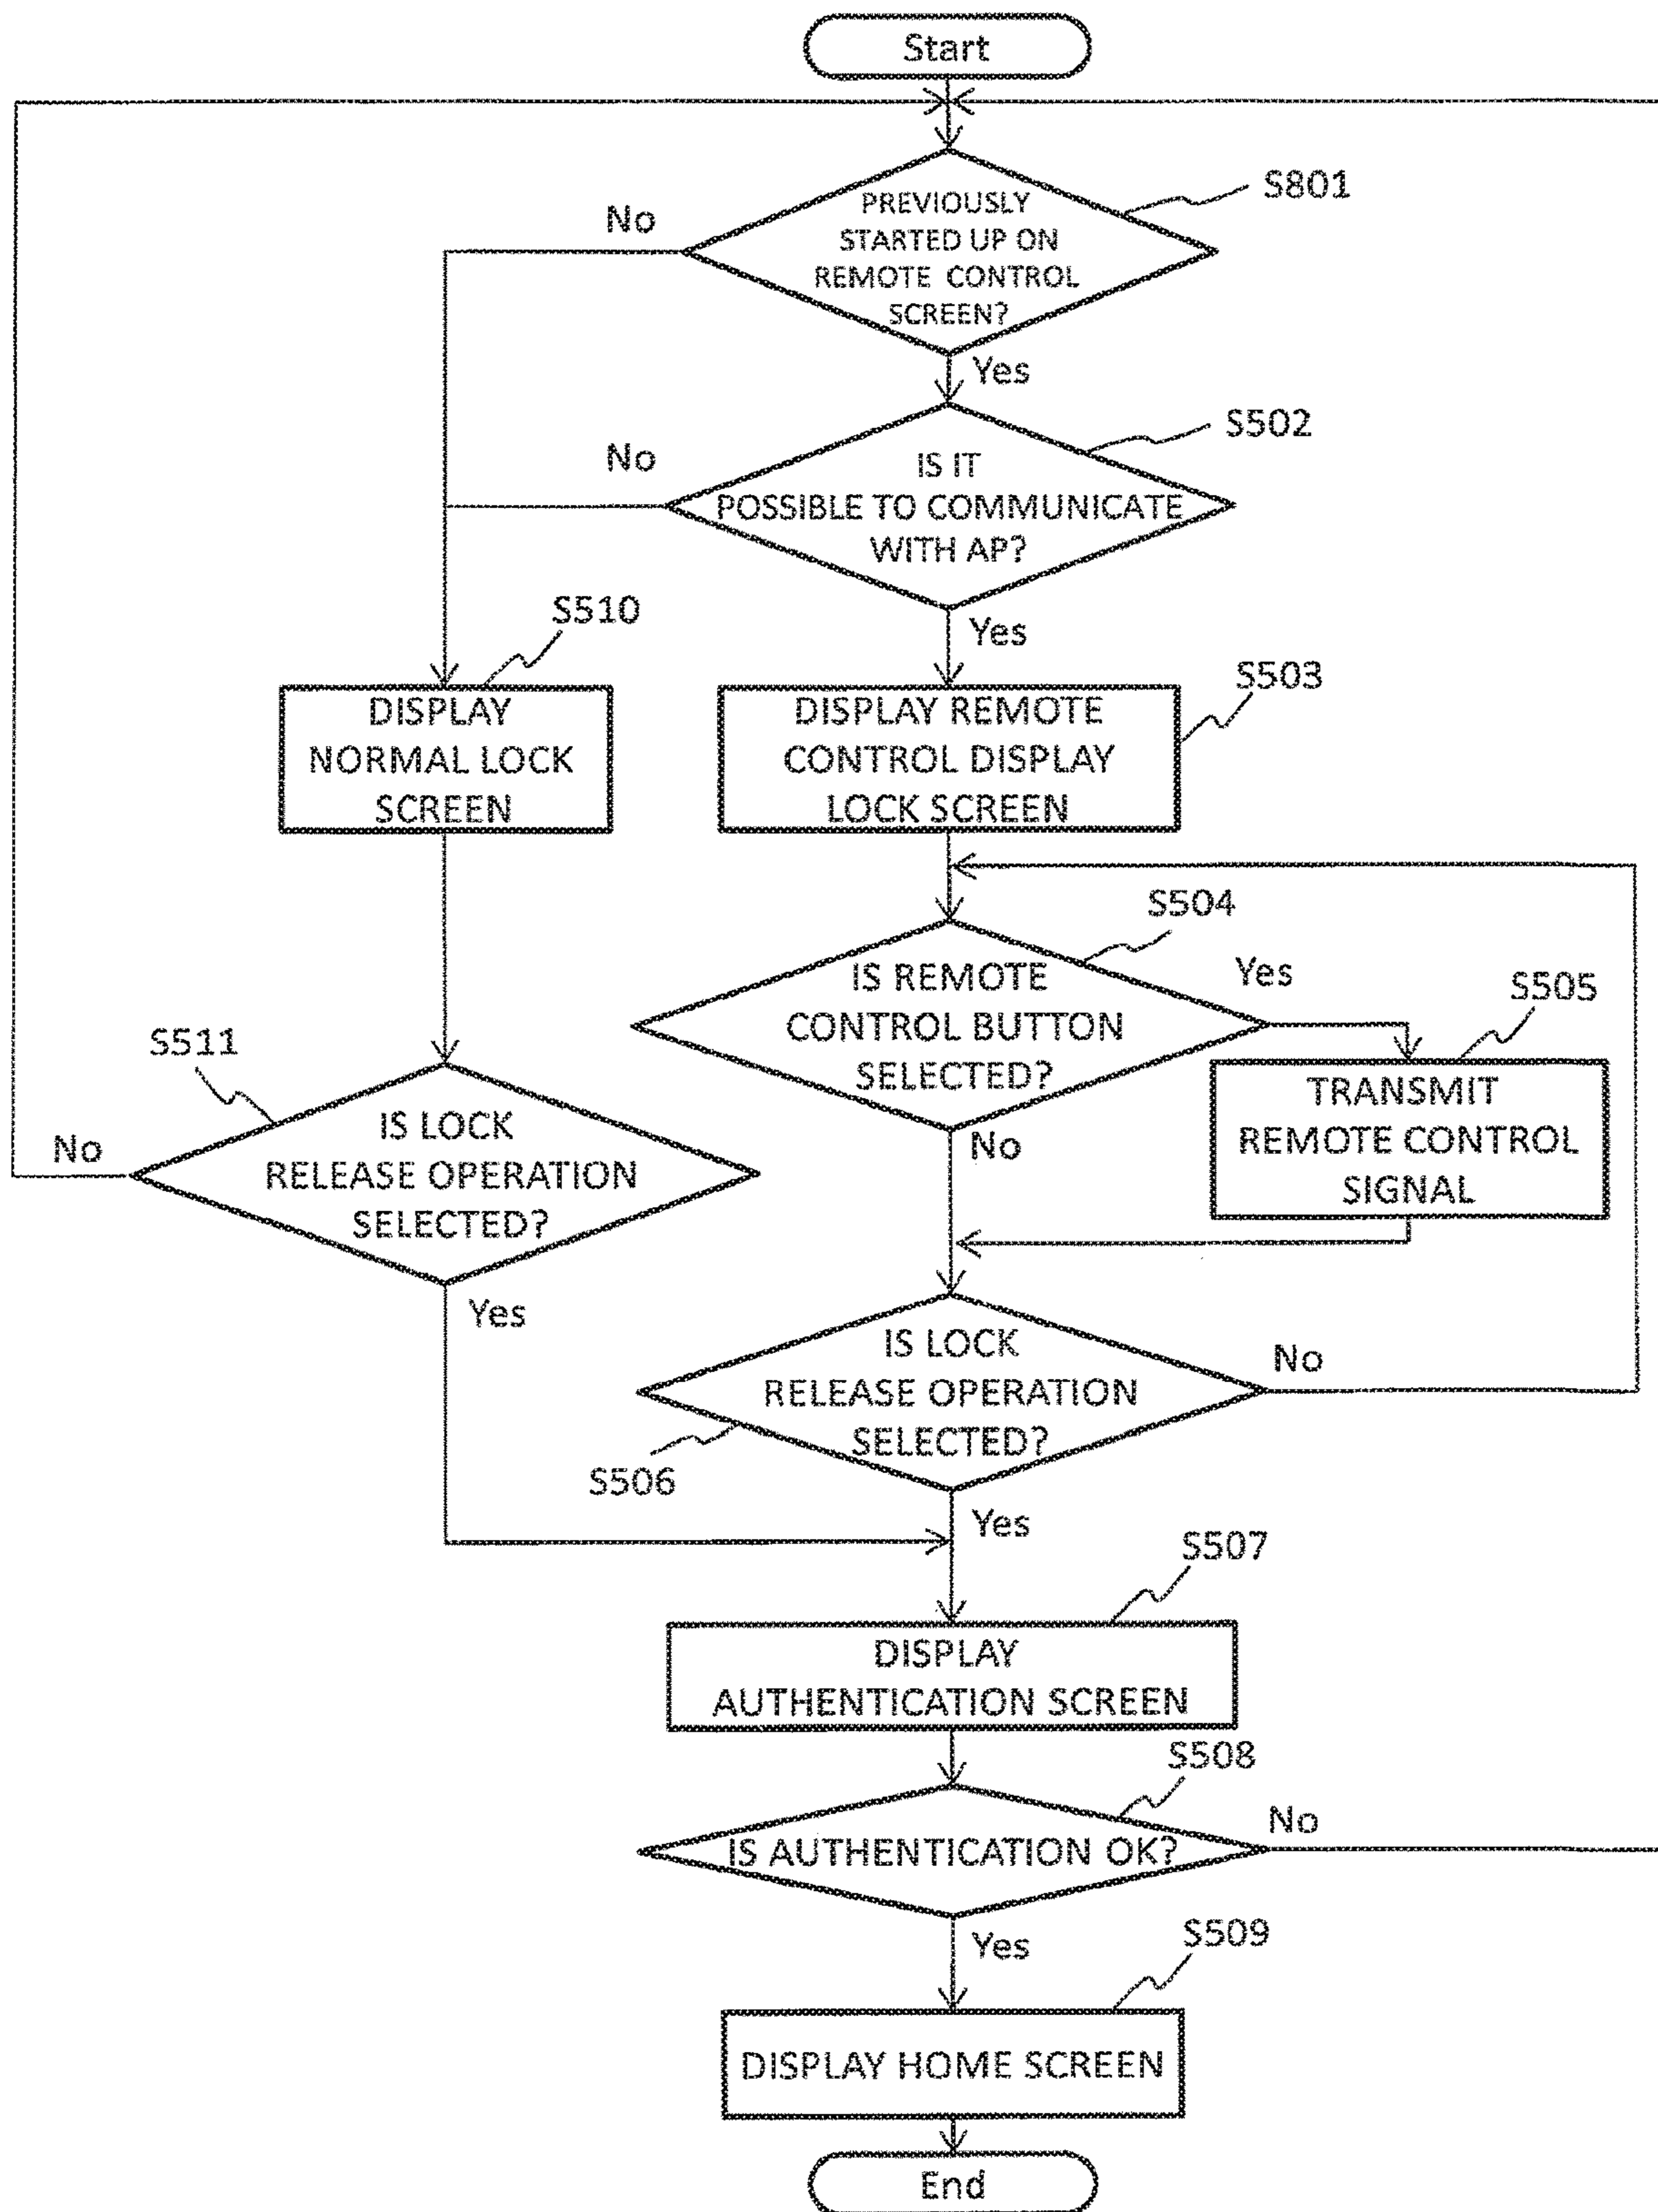 Start
S801
No
PREVIOUSLY
STARTED UP ON
REMOTE CONTROL
SCREEN?
Yes
S502
No
IS IT
POSSIBLE TO COMMUNICATE
WITH AP?
Yes
S510
S503
DISPLAY
NORMAL LOCK
SCREEN
DISPLAY REMOTE
CONTROL DISPLAY
LOCK SCREEN
S504
IS REMOTE
CONTROL BUTTON
SELECTED?
Yes
S505
No
TRANSMIT
REMOTE CONTROL
SIGNAL
S511
No
IS LOCK
RELEASE OPERATION
SELECTED?
Yes
IS LOCK
RELEASE OPERATION
SELECTED?
No
S506
Yes
S507
DISPLAY
AUTHENTICATION SCREEN
S508
No
IS AUTHENTICATION OK?
Yes
S509
DISPLAY HOME SCREEN
End